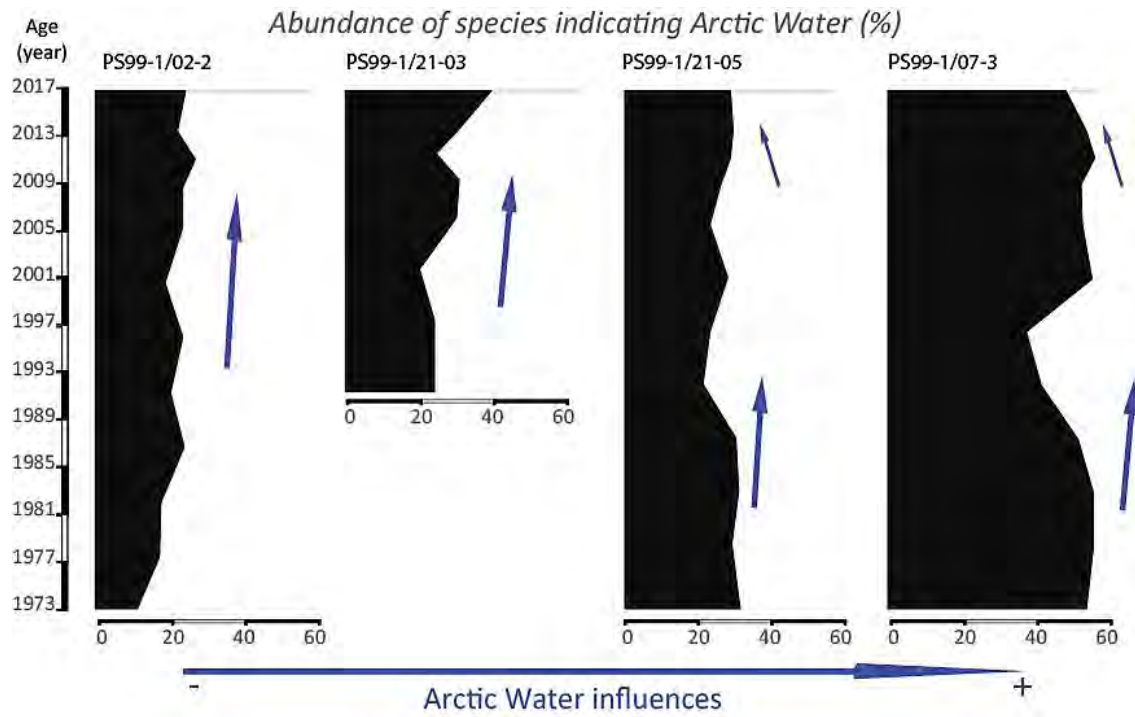 Abundance of species indicating Arctic Water (%)
Age
(year)
PS99-1/02-2
PS99-1/21-03
PS99-1/21-05
PS99-1/07-3
2017
2013
2009
2005
2001
1997
1993
1989
1985
1981
1977
1973
0 20 40 60
0 20 40 60
0 20 40 60
0 20 40 60
- +
Arctic Water influences